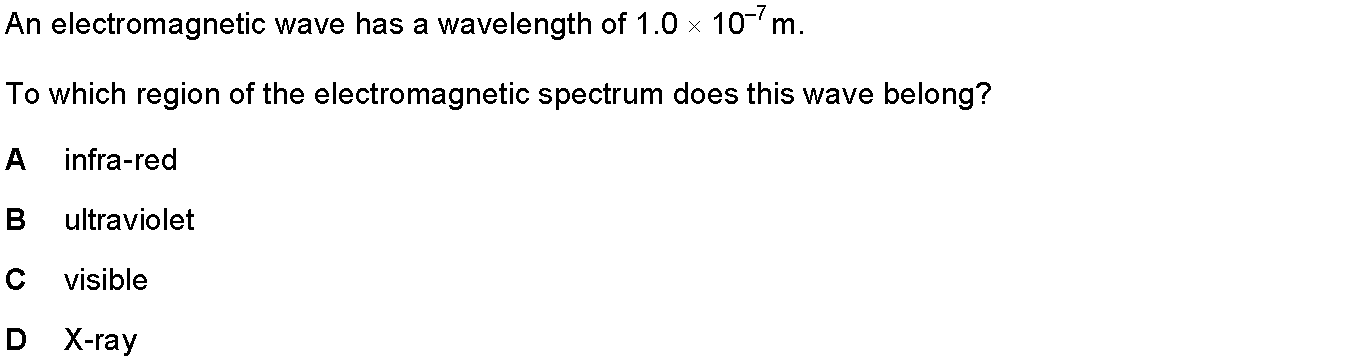 An electromagnetic wave has a wavelength of 1.0 × 10⁻⁷ m.
To which region of the electromagnetic spectrum does this wave belong?
A infra-red
B ultraviolet
C visible
D X-ray